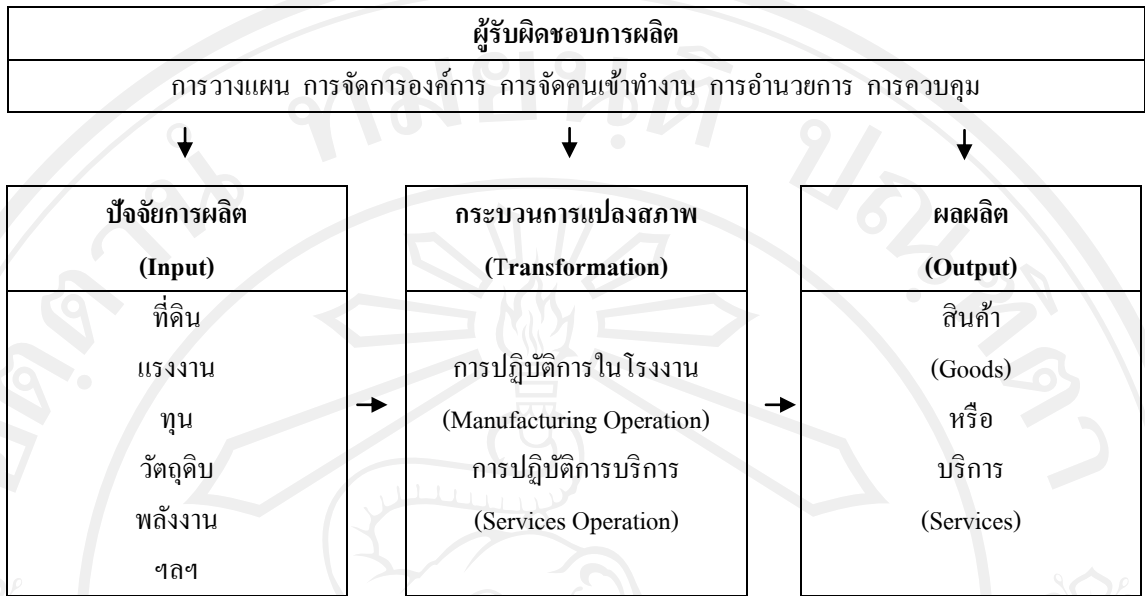 ผู้รับผิดชอบการผลิต
การวางแผน การจัดการองค์การ การจัดคนเข้าทำงาน การอำนวยการ การควบคุม
ปัจจัยการผลิต
(Input)
ที่ดิน
แรงงาน
ทุน
วัตถุดิบ
พลังงาน
ฯลฯ
กระบวนการแปลงสภาพ
(Transformation)
การปฏิบัติการในโรงงาน
(Manufacturing Operation)
การปฏิบัติการบริการ
(Services Operation)
ผลผลิต
(Output)
สินค้า
(Goods)
หรือ
บริการ
(Services)